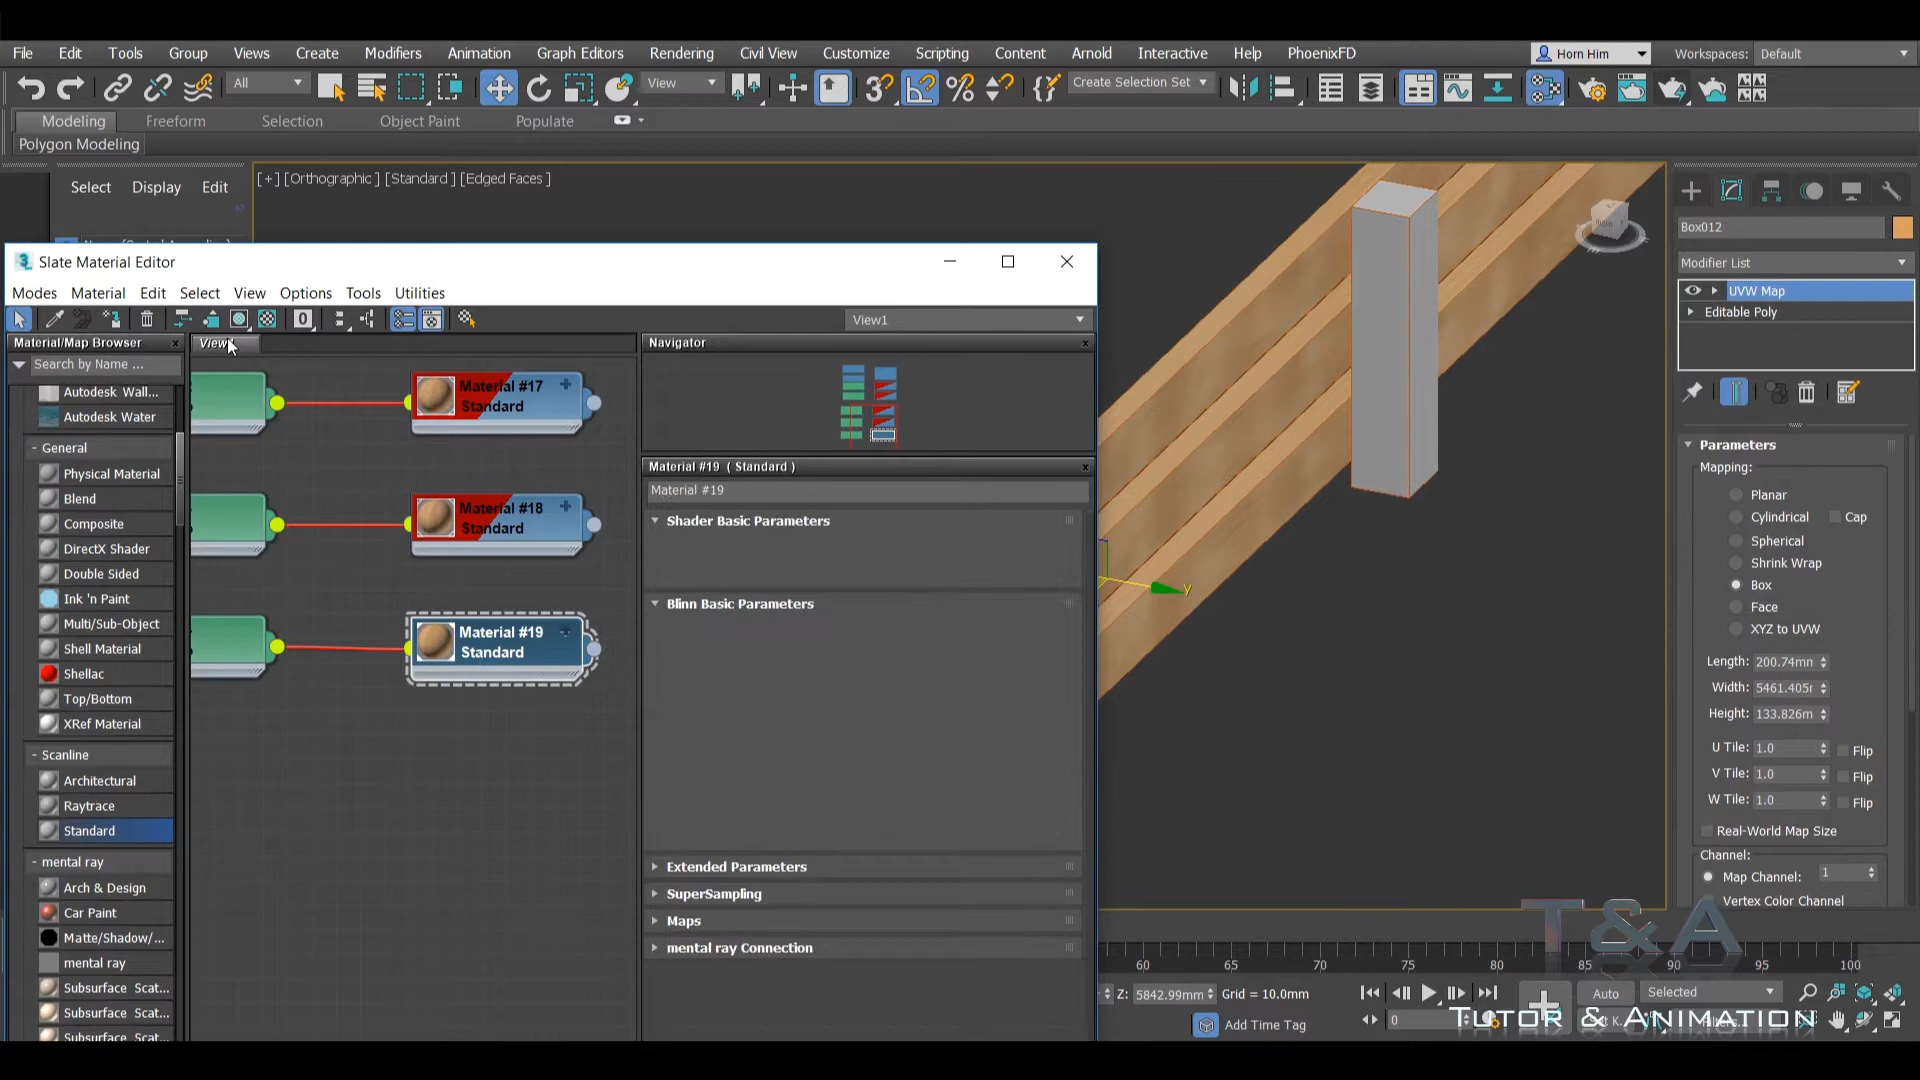 File Edit Tools Group Views Create Modifiers Animation Graph Editors Rendering Civil View Customize Scripting Content Arnold Interactive Help PhoenixFD Horn Him Workspaces: Default
All View Create Selection Set
Modeling Freeform Selection Object Paint Populate
Polygon Modeling
Select Display Edit
[+] [Orthographic ] [Standard ] [Edged Faces ]
Box012
Modifier List
UVW Map
Editable Poly
Slate Material Editor
Modes Material Edit Select View Options Tools Utilities
View1
Material/Map Browser
Search by Name ...
Autodesk Wall...
Autodesk Water
- General
Physical Material
Blend
Composite
DirectX Shader
Double Sided
Ink 'n Paint
Multi/Sub-Object
Shell Material
Shellac
Top/Bottom
XRef Material
- Scanline
Architectural
Raytrace
Standard
- mental ray
Arch & Design
Car Paint
Matte/Shadow/...
mental ray
Subsurface Scat...
Subsurface Scat...
Subsurface Scat...
Material #17
Standard
Material #18
Standard
Material #19
Standard
Navigator
Material #19 ( Standard )
Material #19
Shader Basic Parameters
Blinn Basic Parameters
Extended Parameters
SuperSampling
Maps
mental ray Connection
Parameters
Mapping:
Planar
Cylindrical Cap
Spherical
Shrink Wrap
Box
Face
XYZ to UVW
Length: 200.74mn
Width: 5461.405r
Height: 133.826m
U Tile: 1.0 Flip
V Tile: 1.0 Flip
W Tile: 1.0 Flip
Real-World Map Size
Channel:
Map Channel: 1
Vertex Color Channel
T & A
60 65 70 75 80 85 90 95 100
Z: 5842.99mm Grid = 10.0mm
Auto Selected
Add Time Tag
0
Tutor & Animation